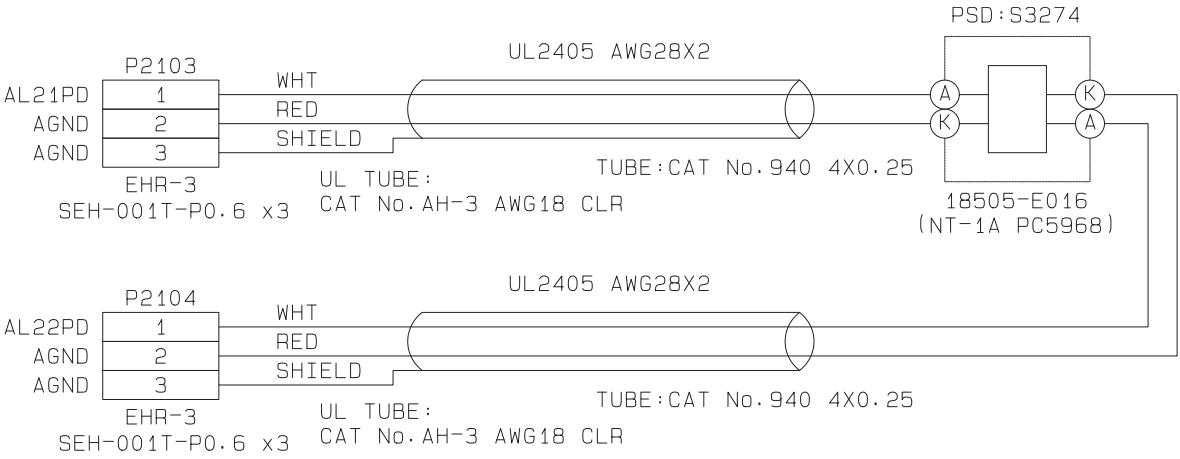 PSD:S3274
UL2405 AWG28X2
P2103
AL21PD 1 WHT
AGND 2 RED
AGND 3 SHIELD
A K
K A
EHR-3
SEH-001T-P0.6 x3
UL TUBE:
CAT No.AH-3 AWG18 CLR
TUBE:CAT No.940 4X0.25
18505-E016
(NT-1A PC5968)
UL2405 AWG28X2
P2104
AL22PD 1 WHT
AGND 2 RED
AGND 3 SHIELD
EHR-3
SEH-001T-P0.6 x3
UL TUBE:
CAT No.AH-3 AWG18 CLR
TUBE:CAT No.940 4X0.25